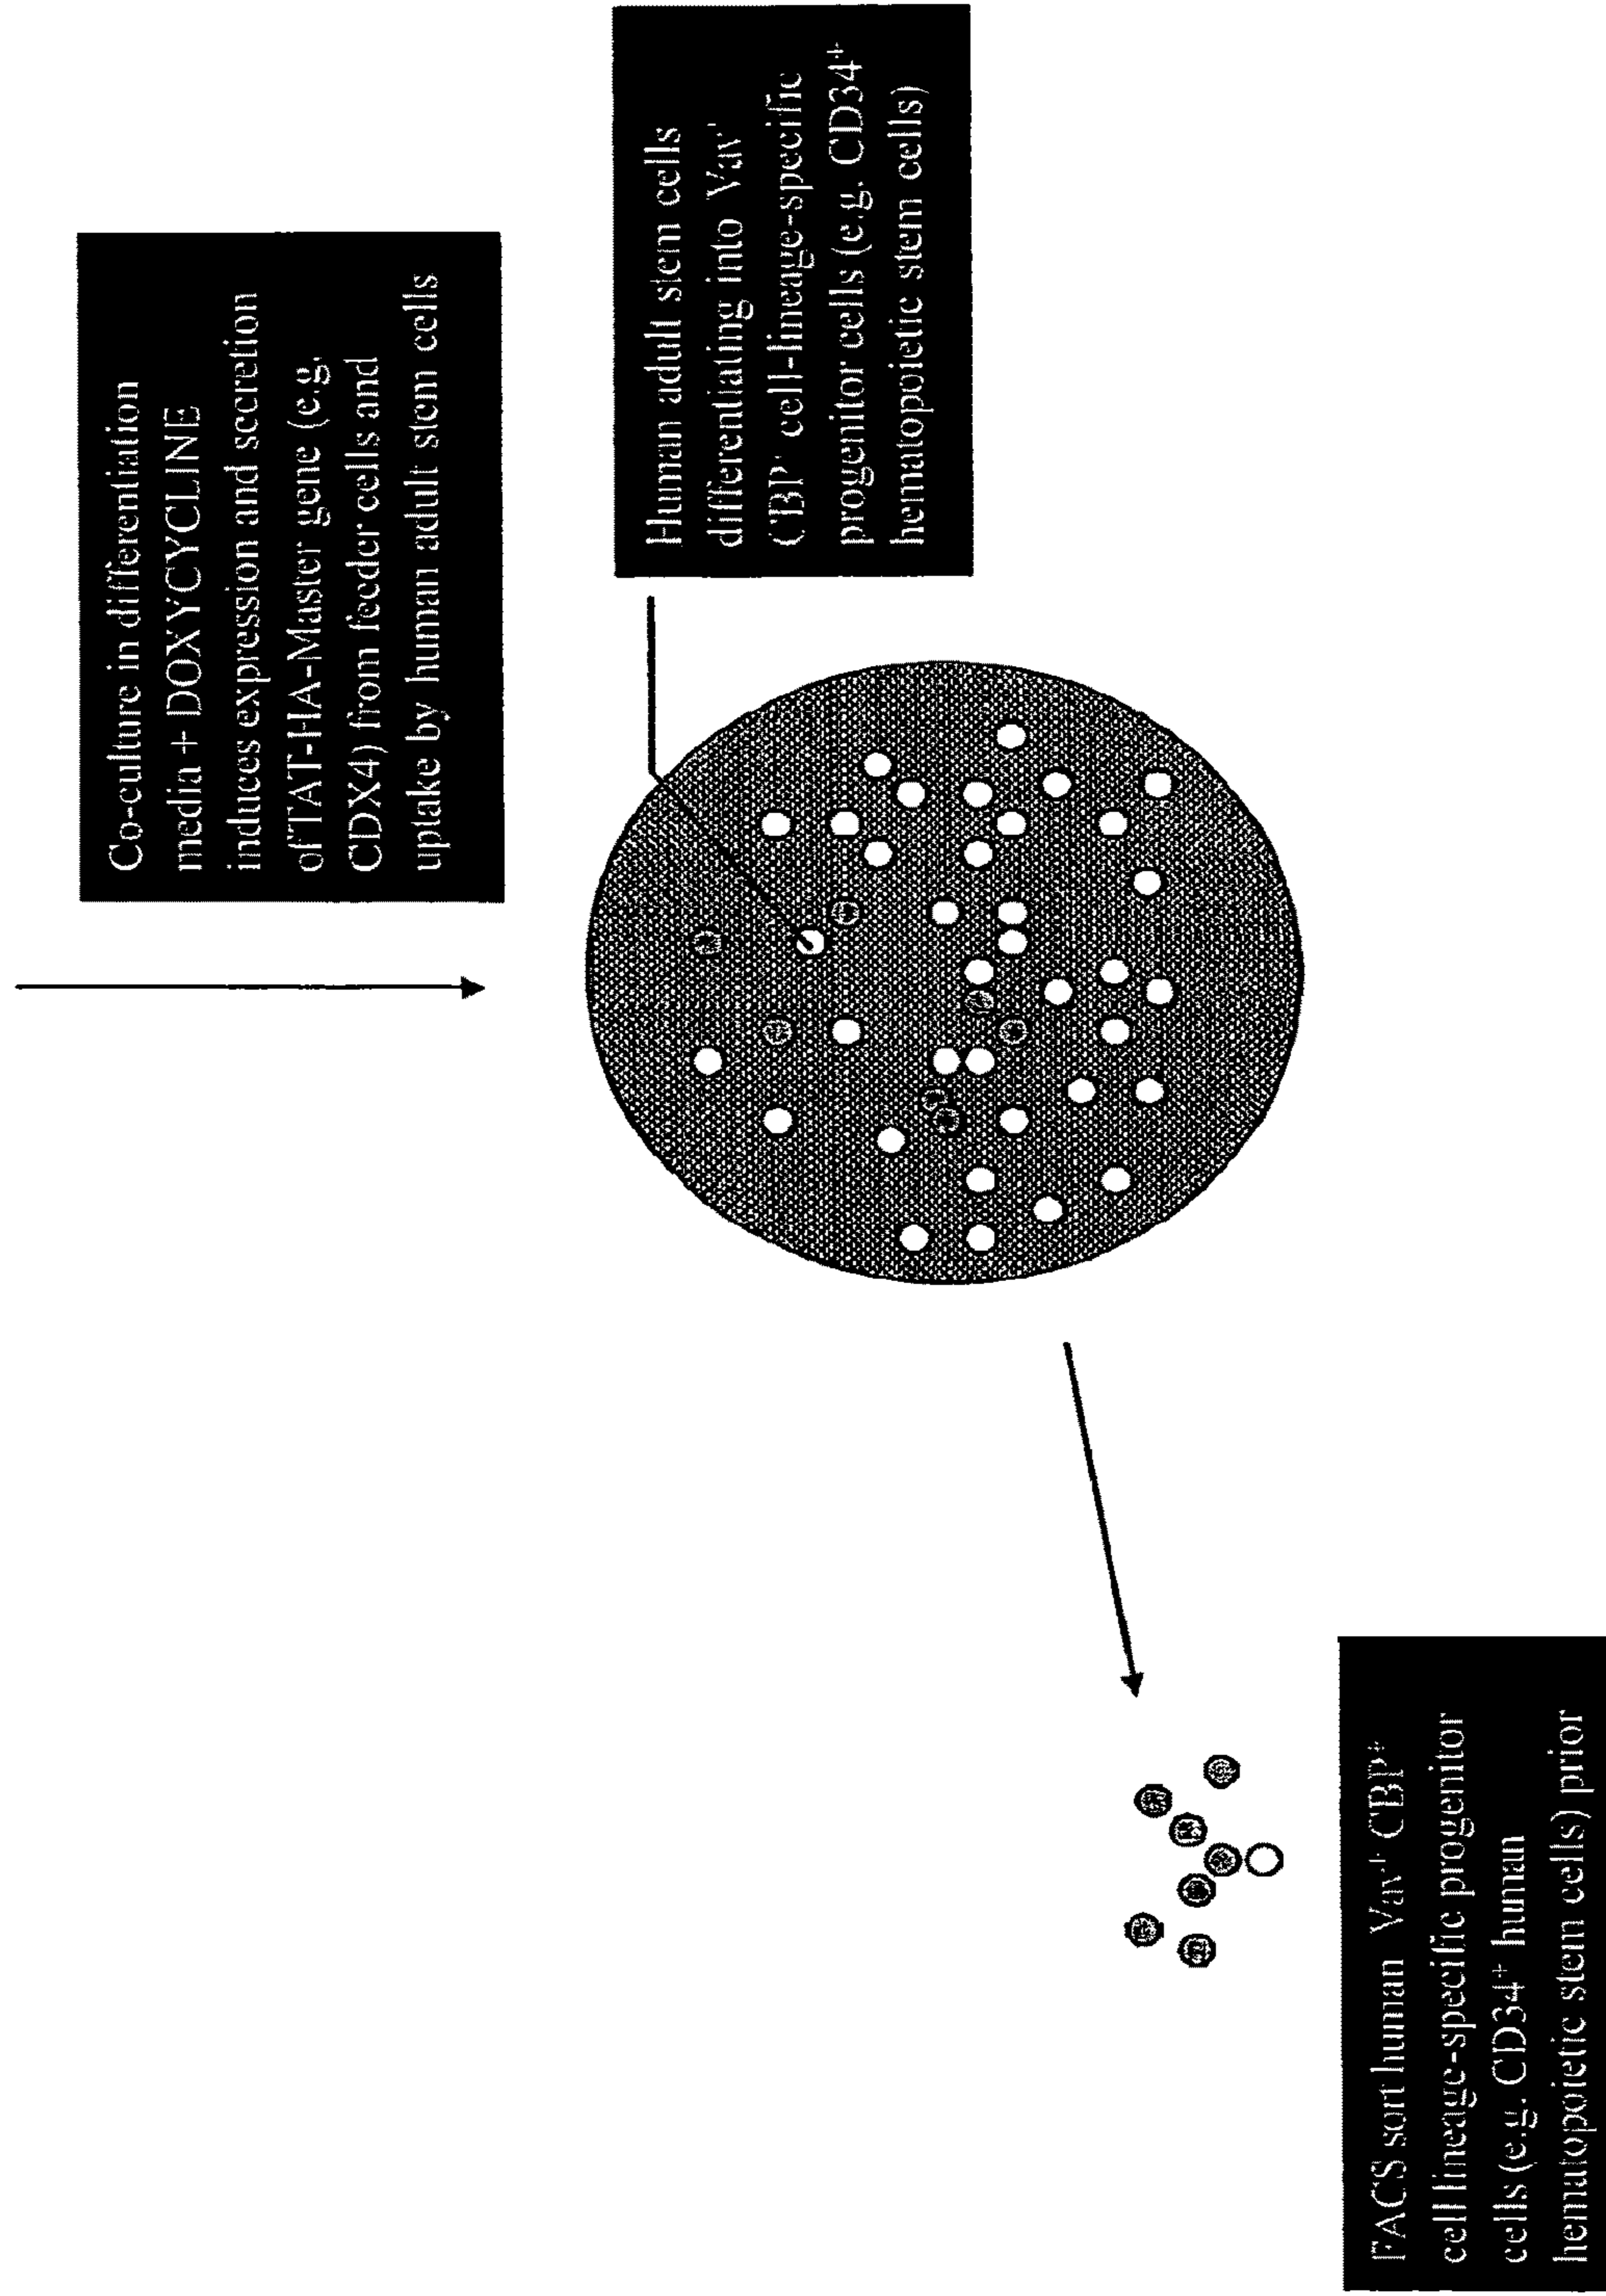 Co-culture in differentiation
media + DOXYCYCLINE
induces expression and secretion
of TAT-HA-Master gene (e.g.
CDX4) from feeder cells and
uptake by human adult stem cells
Human adult stem cells
differentiating into Vav⁺
CBP⁺ cell-lineage-specific
progenitor cells (e.g. CD34⁺
hematopoietic stem cells)
FACS sort human Vav⁺ CBP⁺
cell lineage-specific progenitor
cells (e.g. CD34⁺ human
hematopoietic stem cells) prior